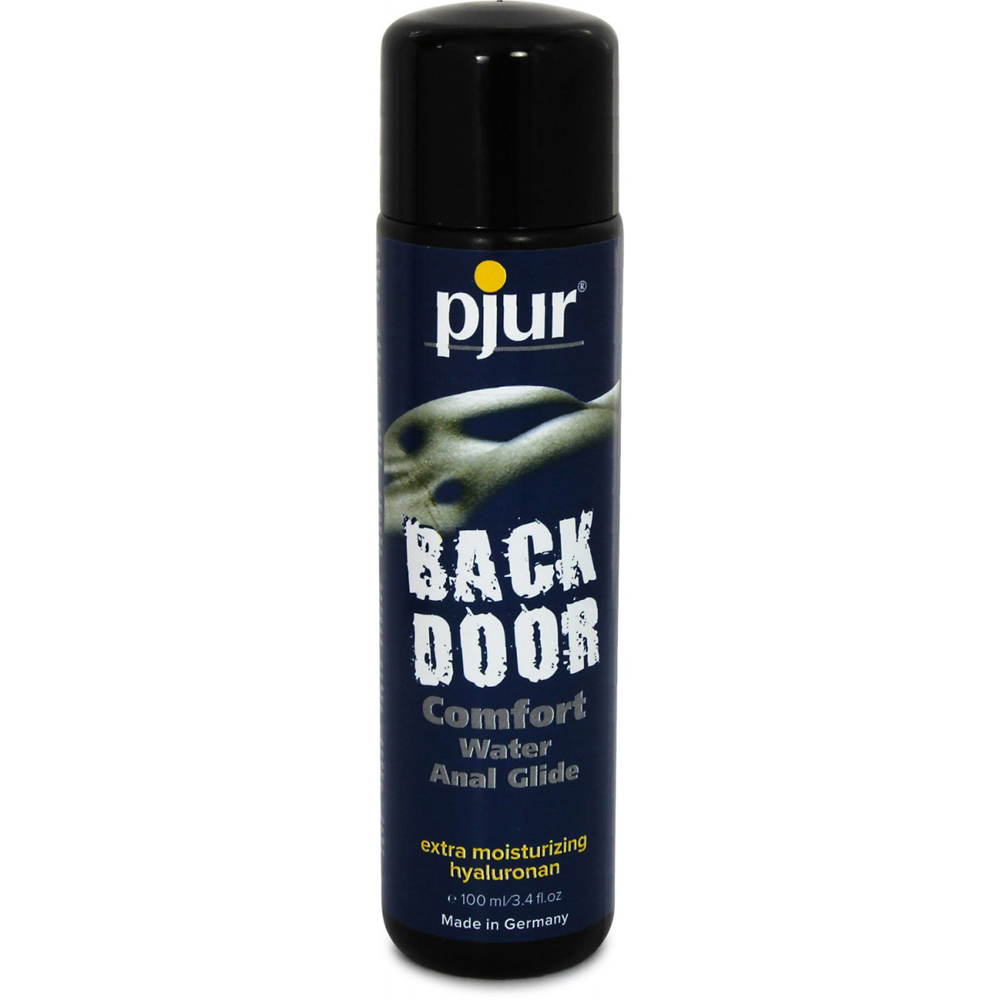 pjur®
BACK
DOOR
Comfort
Water
Anal Glide
extra moisturizing
hyaluronan
℮ 100 ml/3.4 fl.oz
Made in Germany